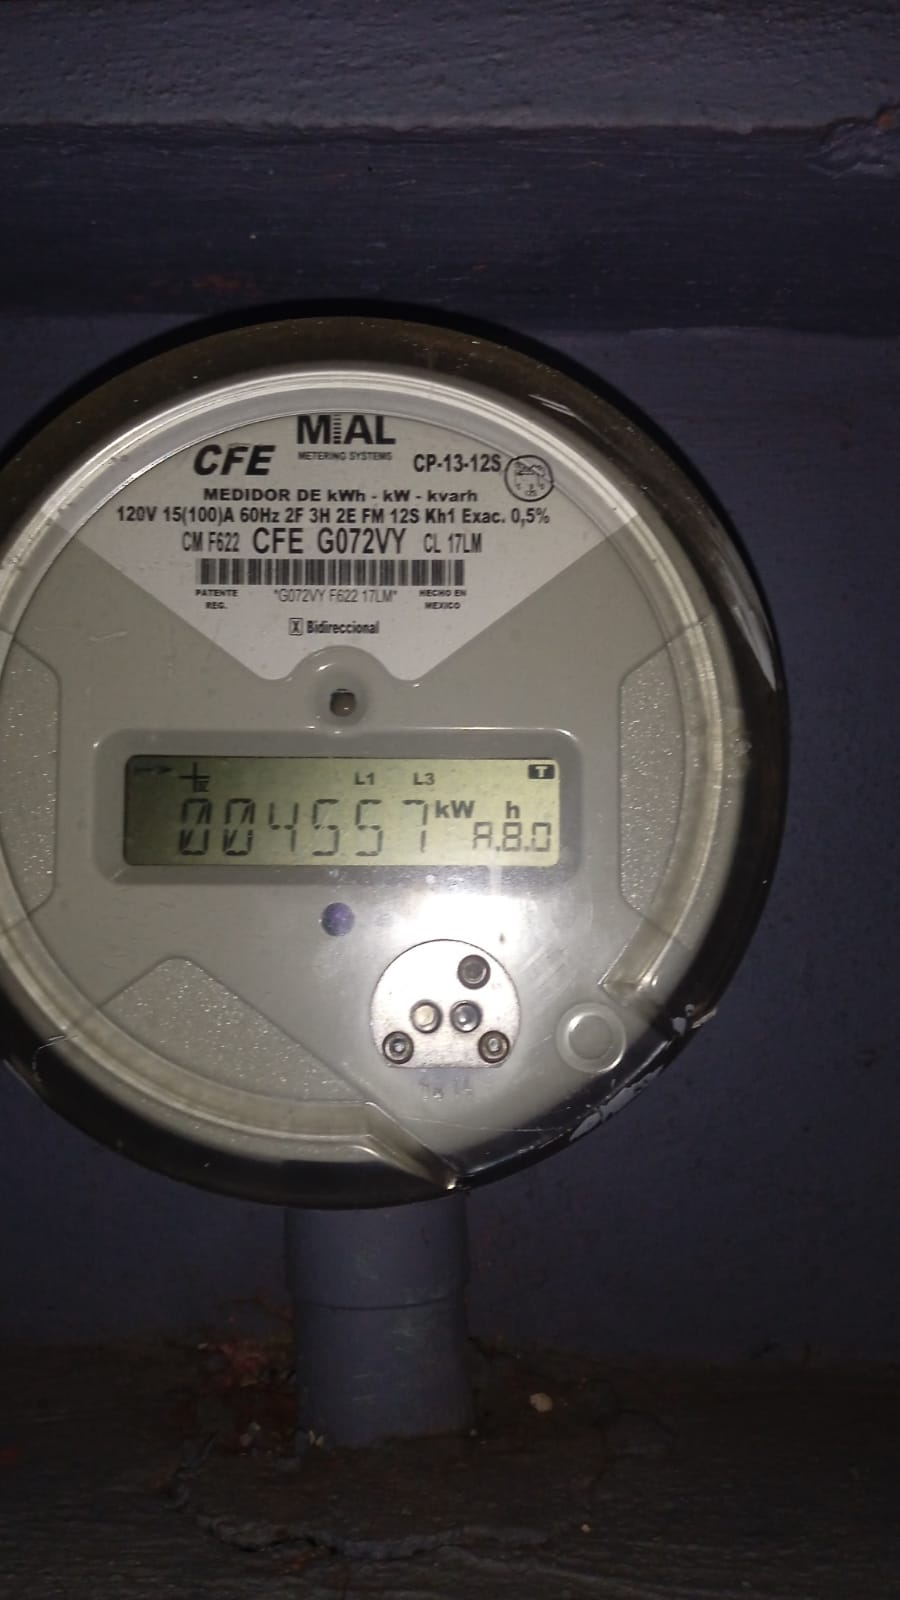 MIAL
METERING SYSTEMS
CFE
CP-13-12S
MEDIDOR DE kWh - kW - kvarh
120V 15(100)A 60Hz 2F 3H 2E FM 12S Kh1 Exac. 0,5%
CM F622 CFE G072VY CL 17LM
PATENTE REG.
*G072VY F622 17LM*
HECHO EN MEXICO
X Bidireccional
L1 L3 T
004557 kW h A.8.0